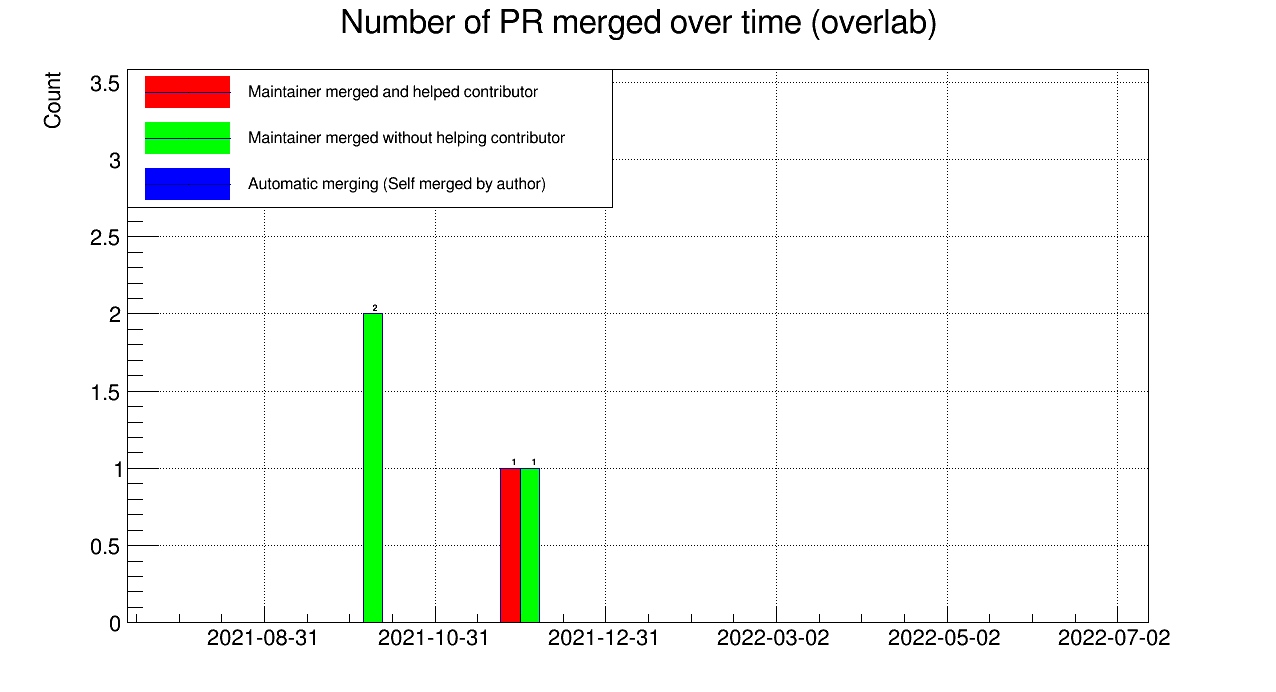 Number of PR merged over time (overlab)
Count
Maintainer merged and helped contributor
Maintainer merged without helping contributor
Automatic merging (Self merged by author)
3.5
3
2.5
2
1.5
1
0.5
0
2
1 1
2021-08-31 2021-10-31 2021-12-31 2022-03-02 2022-05-02 2022-07-02